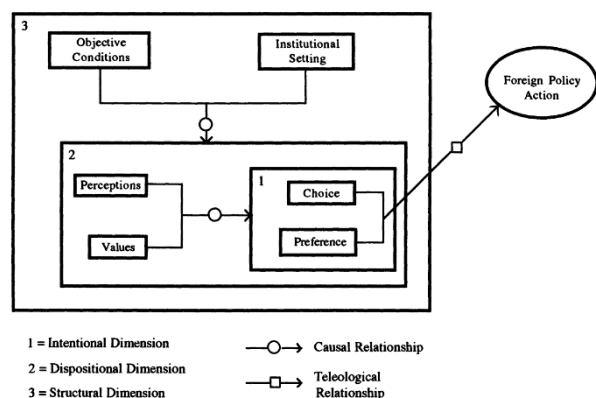 3
Objective
Conditions
Institutional
Setting
Foreign Policy
Action
2
Perceptions
Values
1
Choice
Preference
1 = Intentional Dimension
2 = Dispositional Dimension
3 = Structural Dimension
Causal Relationship
Teleological
Relationship